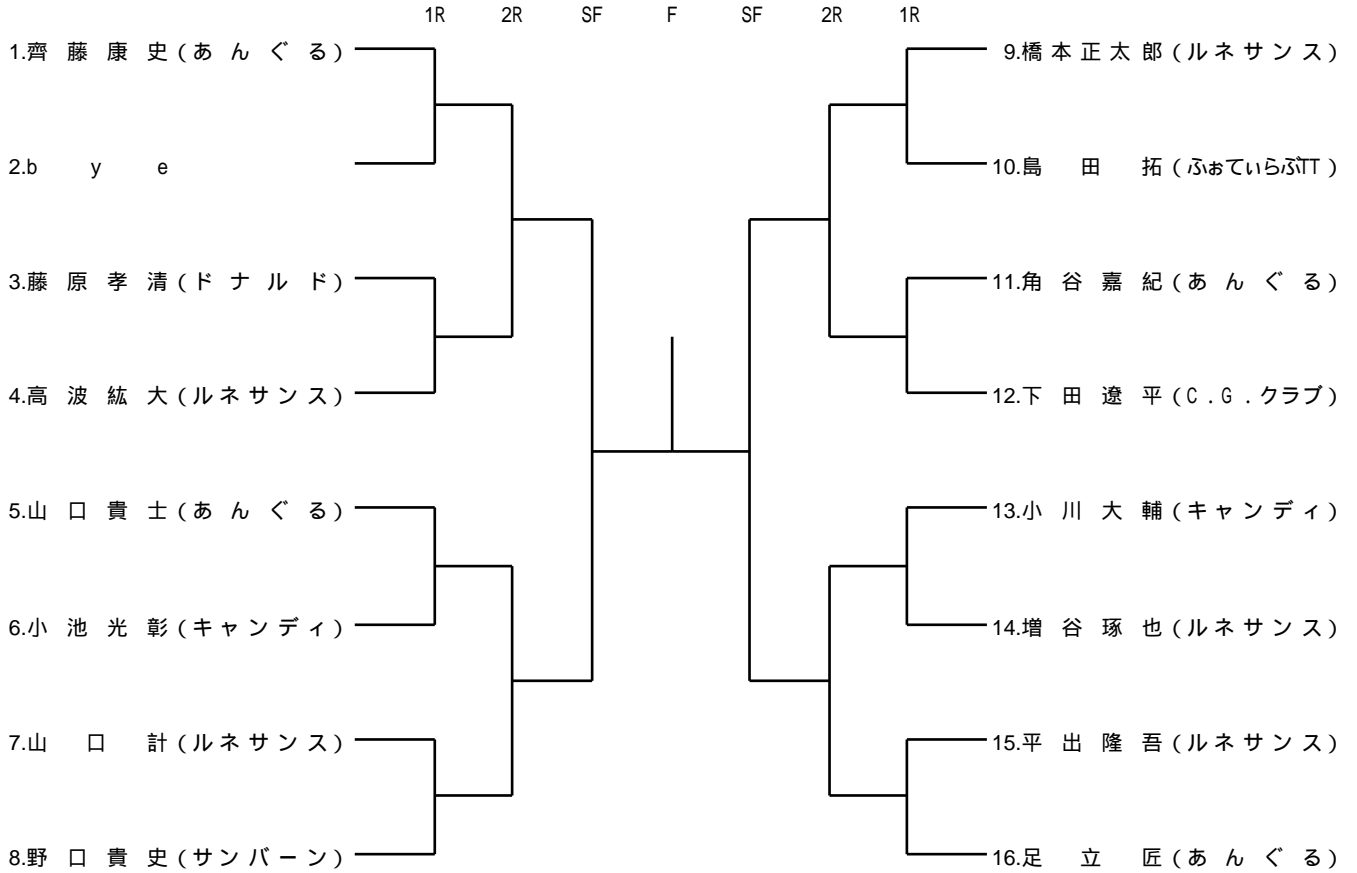 1R 2R SF F SF 2R 1R
1.齊藤康史(あんぐる)
2.bye
3.藤原孝清(ドナルド)
4.高波紘大(ルネサンス)
5.山口貴士(あんぐる)
6.小池光彰(キャンディ)
7.山口計(ルネサンス)
8.野口貴史(サンバーン)
9.橋本正太郎(ルネサンス)
10.島田拓(ふぉてぃらぶTT)
11.角谷嘉紀(あんぐる)
12.下田遼平(C.G.クラブ)
13.小川大輔(キャンディ)
14.増谷琢也(ルネサンス)
15.平出隆吾(ルネサンス)
16.足立匠(あんぐる)